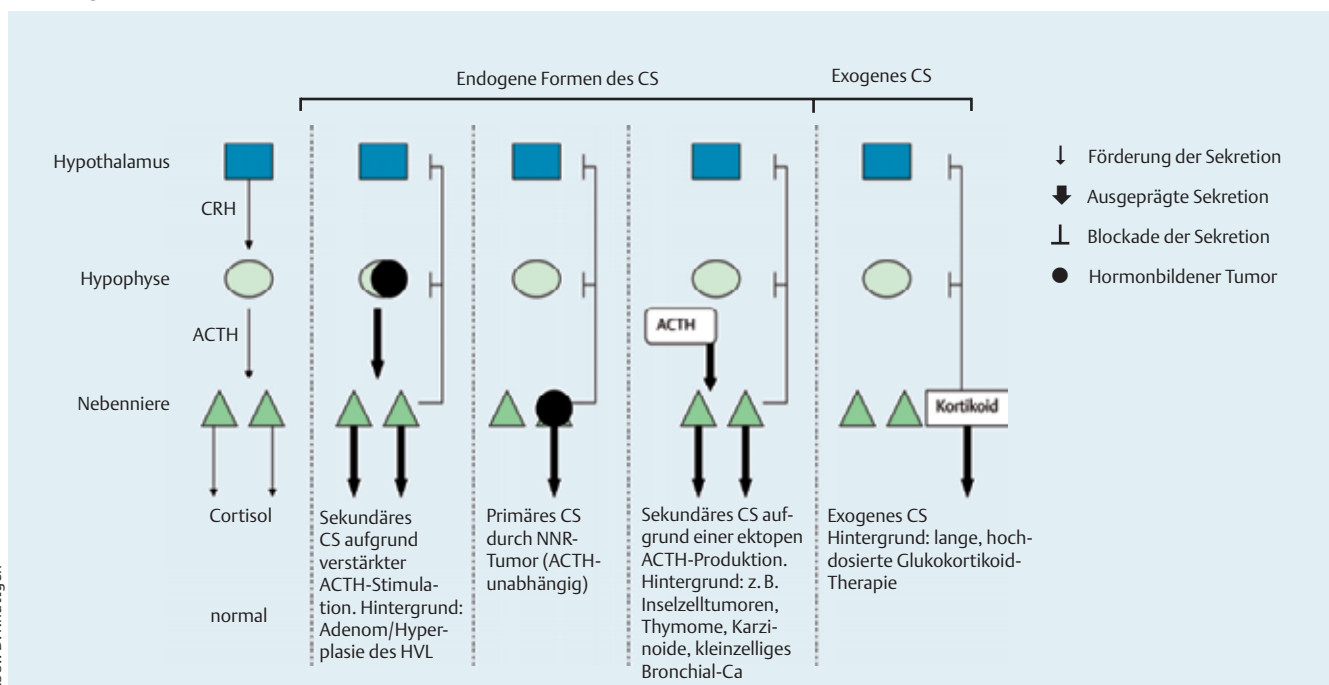 Endogene Formen des CS
Exogenes CS
Hypothalamus
CRH
Hypophyse
ACTH
Nebenniere
ACTH
Kortikoid
Förderung der Sekretion
Ausgeprägte Sekretion
Blockade der Sekretion
Hormonbildener Tumor
Cortisol
normal
Sekundäres
CS aufgrund
verstärkter
ACTH-Stimula-
tion. Hintergrund:
Adenom/Hyper-
plasie des HVL
Primäres CS
durch NNR-
Tumor (ACTH-
unabhängig)
Sekundäres CS auf-
grund einer ektopen
ACTH-Produktion.
Hintergrund: z. B.
Inselzelltumoren,
Thymome, Karzi-
noide, kleinzelliges
Bronchial-Ca
Exogenes CS
Hintergrund: lange, hoch-
dosierte Glukokortikoid-
Therapie